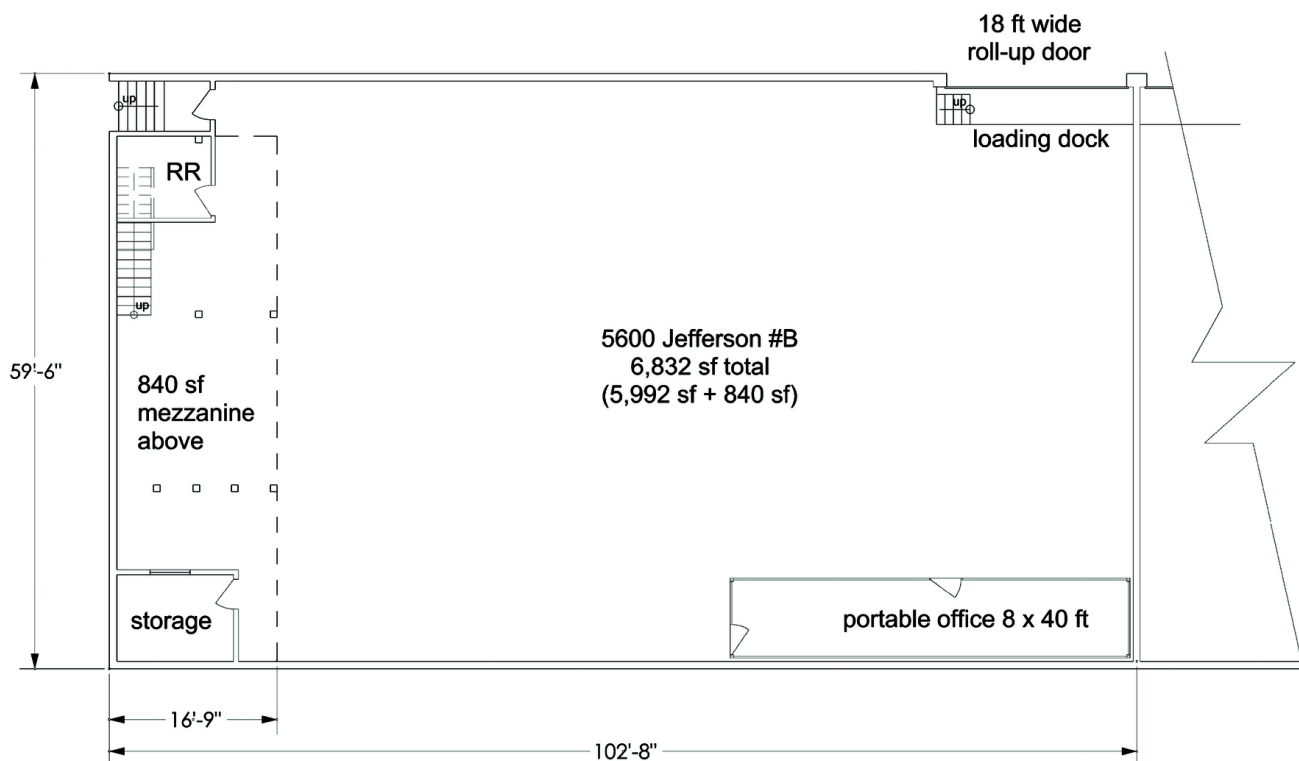 18 ft wide
roll-up door
up
up
loading dock
RR
up
5600 Jefferson #B
6,832 sf total
(5,992 sf + 840 sf)
59'-6"
840 sf
mezzanine
above
storage
portable office 8 x 40 ft
16'-9"
102'-8"